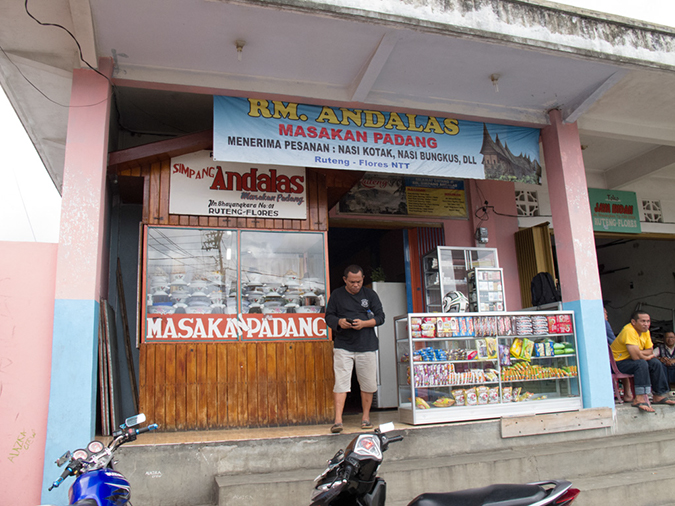 RM. ANDALAS
MASAKAN PADANG
MENERIMA PESANAN : NASI KOTAK, NASI BUNGKUS, DLL
Ruteng - Flores NTT
SIMPANG Andalas
Masakan Padang
Jln Bhayangkara No. 01
RUTENG-FLORES
MASAKAN PADANG
RUTENG - FLORES